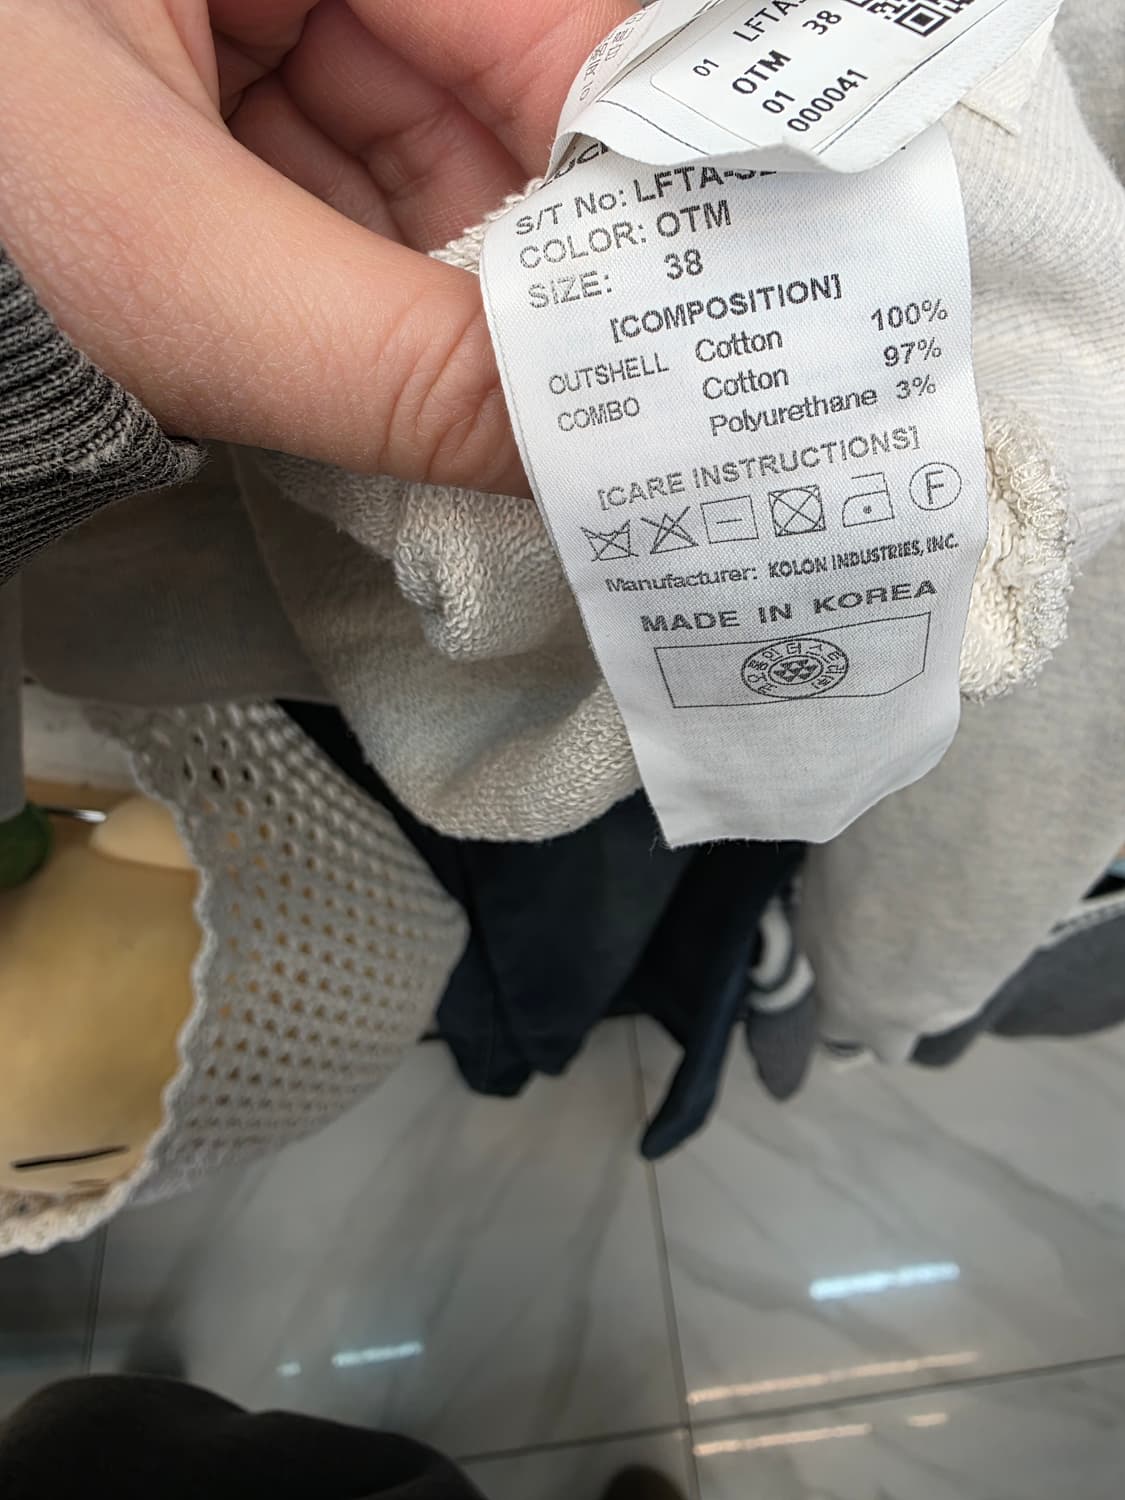 01 LFTA
OTM 38
01
000041
S/T No: LFTA-
COLOR: OTM
SIZE: 38
[COMPOSITION]
OUTSHELL Cotton 100%
COMBO Cotton 97%
Polyurethane 3%
[CARE INSTRUCTIONS]
F
Manufacturer: KOLON INDUSTRIES, INC.
MADE IN KOREA